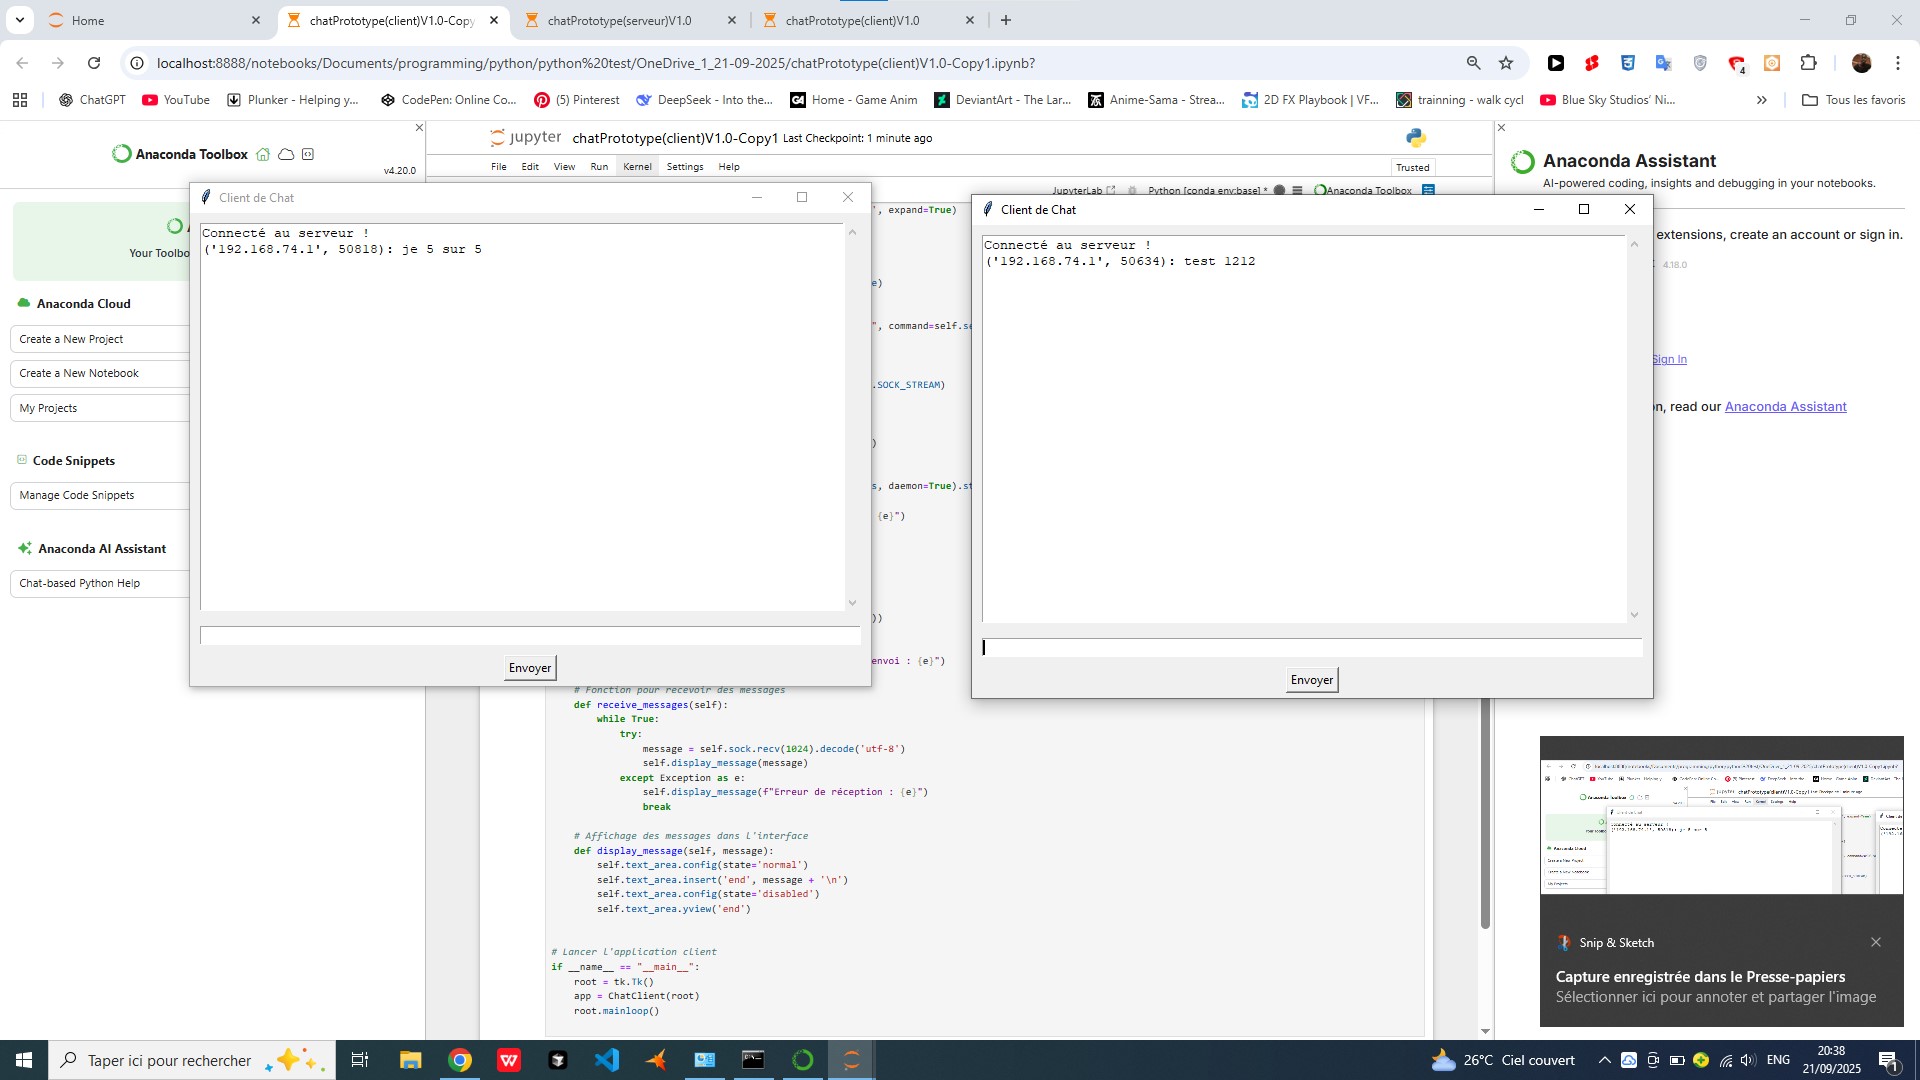 Home
chatPrototype(client)V1.0-Copy
chatPrototype(serveur)V1.0
chatPrototype(client)V1.0
localhost:8888/notebooks/Documents/programming/python/python%20test/OneDrive_1_21-09-2025/chatPrototype(client)V1.0-Copy1.ipynb?
4
ChatGPT
YouTube
Plunker - Helping y...
CodePen: Online Co...
(5) Pinterest
DeepSeek - Into the...
Home - Game Anim
DeviantArt - The Lar...
Anime-Sama - Strea...
2D FX Playbook | VF...
trainning - walk cycl
Blue Sky Studios' Ni...
Tous les favoris
Anaconda Toolbox
v4.20.0
Your Toolbo
Anaconda Cloud
Create a New Project
Create a New Notebook
My Projects
Code Snippets
Manage Code Snippets
Anaconda AI Assistant
Chat-based Python Help
jupyter chatPrototype(client)V1.0-Copy1 Last Checkpoint: 1 minute ago
File Edit View Run Kernel Settings Help
Trusted
JupyterLab
Python [conda env:base] *
Anaconda Toolbox
Client de Chat
Connecté au serveur !
('192.168.74.1', 50818): je 5 sur 5
Envoyer
Client de Chat
Connecté au serveur !
('192.168.74.1', 50634): test 1212
Envoyer
", expand=True)
e)
", command=self.se
.SOCK_STREAM)
)
s, daemon=True).st
{e}")
))
envoi : {e}")
# Fonction pour recevoir des messages
def receive_messages(self):
while True:
try:
message = self.sock.recv(1024).decode('utf-8')
self.display_message(message)
except Exception as e:
self.display_message(f"Erreur de réception : {e}")
break
# Affichage des messages dans l'interface
def display_message(self, message):
self.text_area.config(state='normal')
self.text_area.insert('end', message + '\n')
self.text_area.config(state='disabled')
self.text_area.yview('end')
# Lancer l'application client
if __name__ == "__main__":
root = tk.Tk()
app = ChatClient(root)
root.mainloop()
Anaconda Assistant
AI-powered coding, insights and debugging in your notebooks.
extensions, create an account or sign in.
4.18.0
Sign In
n, read our Anaconda Assistant
Snip & Sketch
Capture enregistrée dans le Presse-papiers
Sélectionner ici pour annoter et partager l'image
Taper ici pour rechercher
26°C Ciel couvert
ENG
20:38
21/09/2025
1